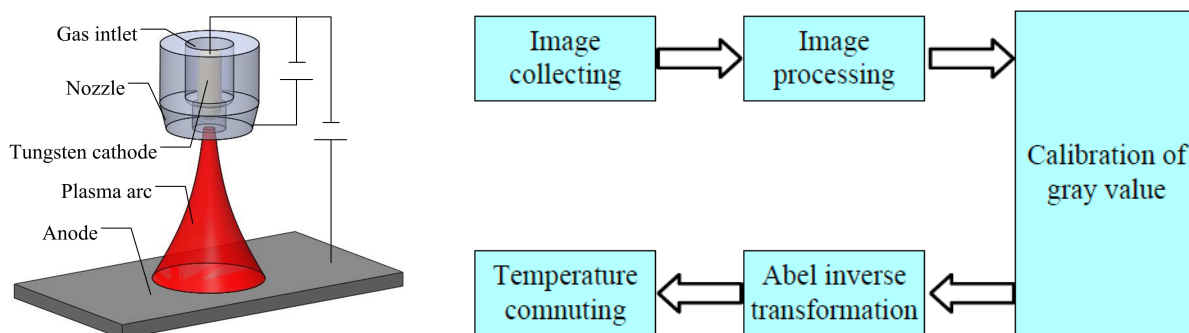 Gas intlet
Nozzle
Tungsten cathode
Plasma arc
Anode
Image
collecting
Image
processing
Calibration of
gray value
Abel inverse
transformation
Temperature
commuting